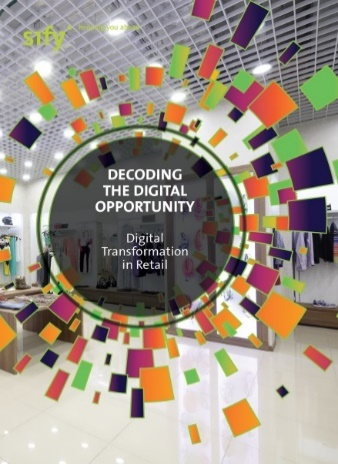 sify
DECODING
THE DIGITAL
OPPORTUNITY
Digital
Transformation
in Retail